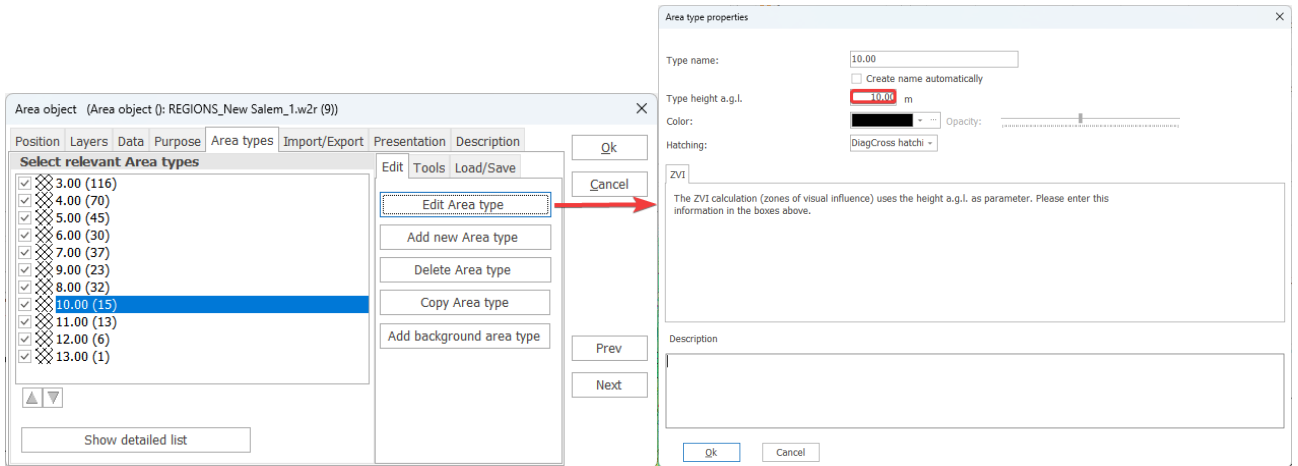 Area object (Area object (): REGIONS_New Salem_1.w2r (9))
Position Layers Data Purpose Area types Import/Export Presentation Description
Select relevant Area types
3.00 (116)
4.00 (70)
5.00 (45)
6.00 (30)
7.00 (37)
9.00 (23)
8.00 (32)
10.00 (15)
11.00 (13)
12.00 (6)
13.00 (1)
Show detailed list
Edit Tools Load/Save
Edit Area type
Add new Area type
Delete Area type
Copy Area type
Add background area type
Ok
Cancel
Prev
Next
Area type properties
Type name: 10.00
Create name automatically
Type height a.g.l. 10.00 m
Color: Opacity:
Hatching: DiagCross hatchi
ZVI
The ZVI calculation (zones of visual influence) uses the height a.g.l. as parameter. Please enter this
information in the boxes above.
Description
Ok Cancel